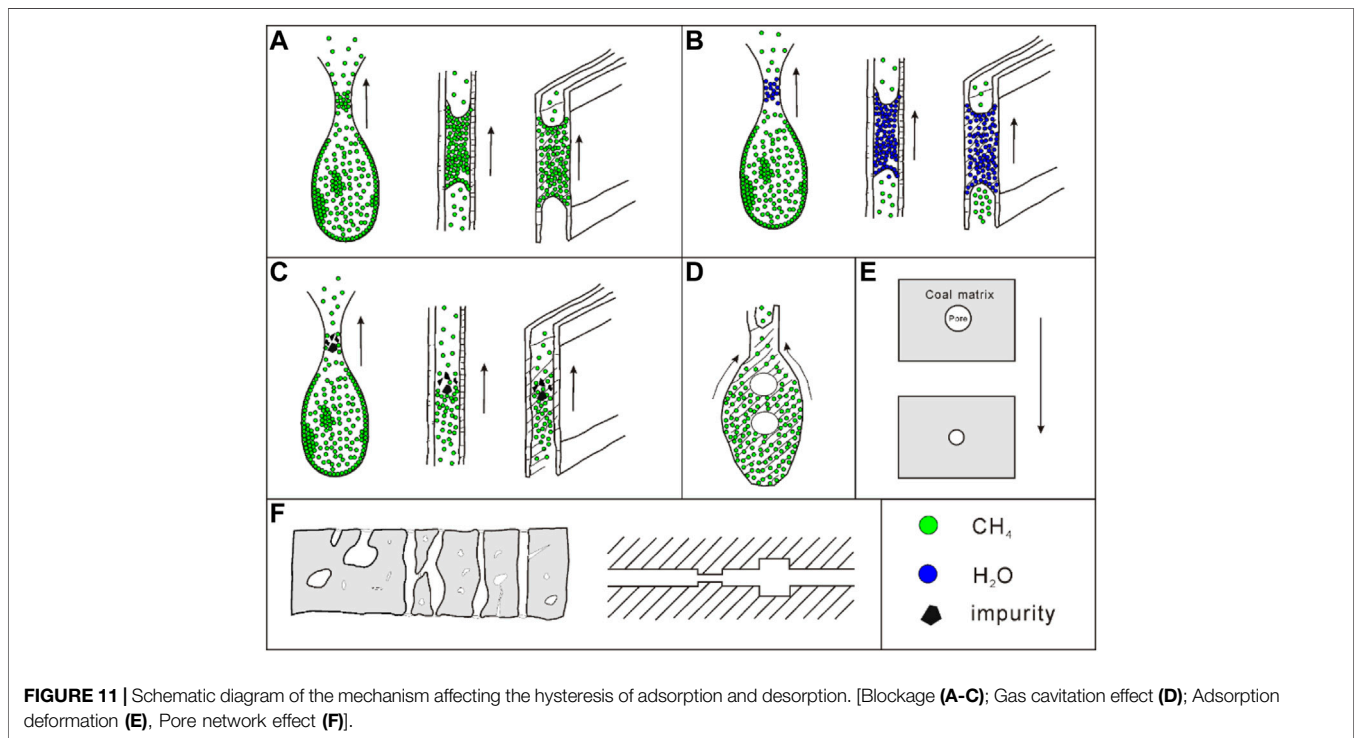 A
B
C
D
E
Coal matrix
Pore
F
CH₄
H₂O
impurity
FIGURE 11 | Schematic diagram of the mechanism affecting the hysteresis of adsorption and desorption. [Blockage (A-C); Gas cavitation effect (D); Adsorption
deformation (E), Pore network effect (F)].